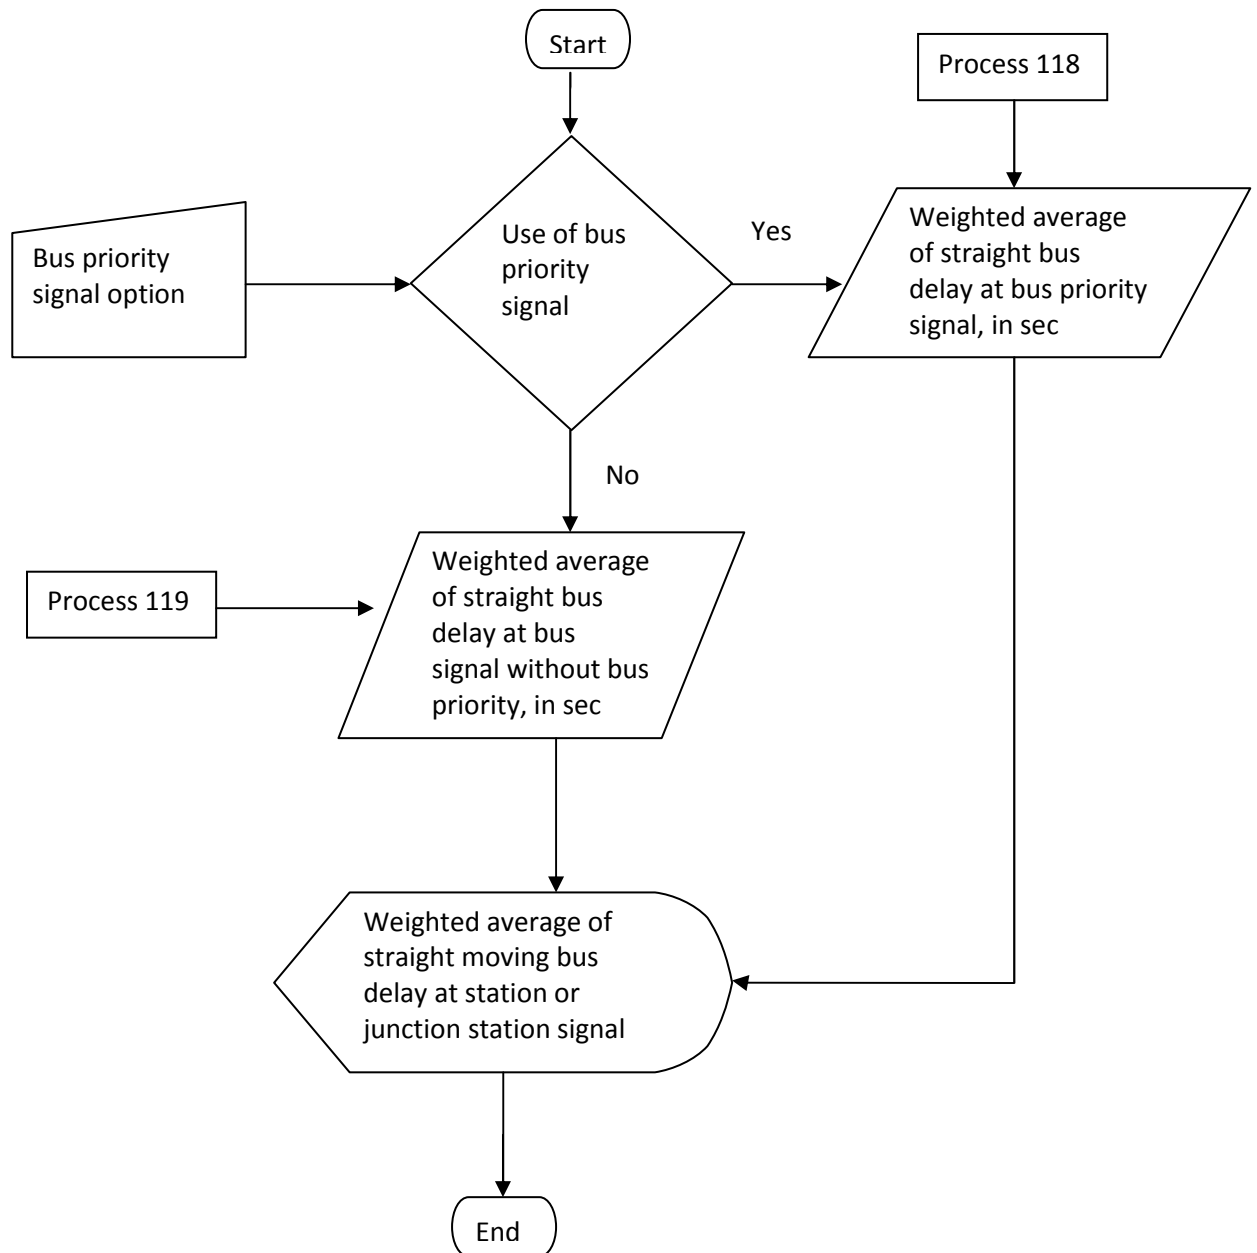 Start
Process 118
Use of bus
priority
signal
Yes
Weighted average
of straight bus
delay at bus priority
signal, in sec
Bus priority
signal option
No
Weighted average
of straight bus
delay at bus
signal without bus
priority, in sec
Process 119
Weighted average of
straight moving bus
delay at station or
junction station signal
End